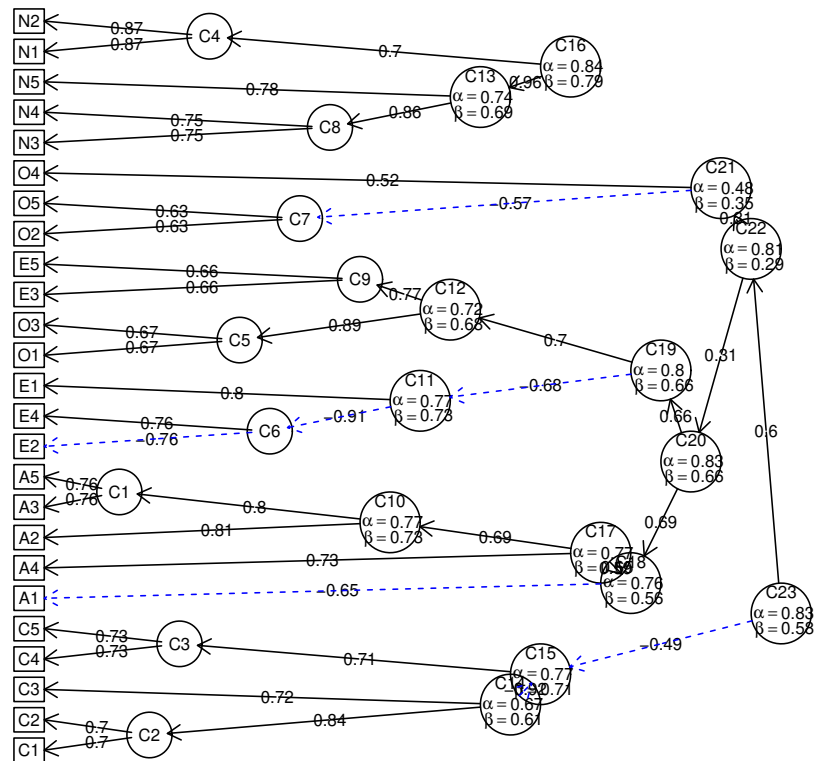 N2
0.87
C4
N1
0.87
0.7
C16
α = 0.84
β = 0.79
N5
0.78
C13
0.96
α = 0.74
β = 0.69
N4
0.75
C8
0.86
N3
0.75
O4
0.52
C21
α = 0.48
β = 0.35
O5
0.63
C7
−0.57
0.81
O2
0.63
C22
α = 0.81
β = 0.29
E5
0.66
C9
E3
0.66
0.77
C12
α = 0.72
β = 0.63
O3
0.67
C5
0.89
O1
0.67
0.7
C19
α = 0.8
β = 0.66
0.31
E1
0.8
C11
−0.68
α = 0.77
β = 0.73
E4
0.76
C6
−0.91
0.66
0.6
E2
−0.76
C20
α = 0.83
β = 0.66
A5
0.76
C1
A3
0.76
0.8
C10
α = 0.77
β = 0.73
A2
0.81
0.69
0.69
C17
α = 0.77
A4
0.73
A1
−0.65
α = 0.76
β = 0.56
C23
α = 0.83
β = 0.58
C5
0.73
C3
C4
0.73
0.71
C15
α = 0.77
0.71
−0.49
C3
0.72
α = 0.67
β = 0.61
C2
0.7
C2
0.84
C1
0.7